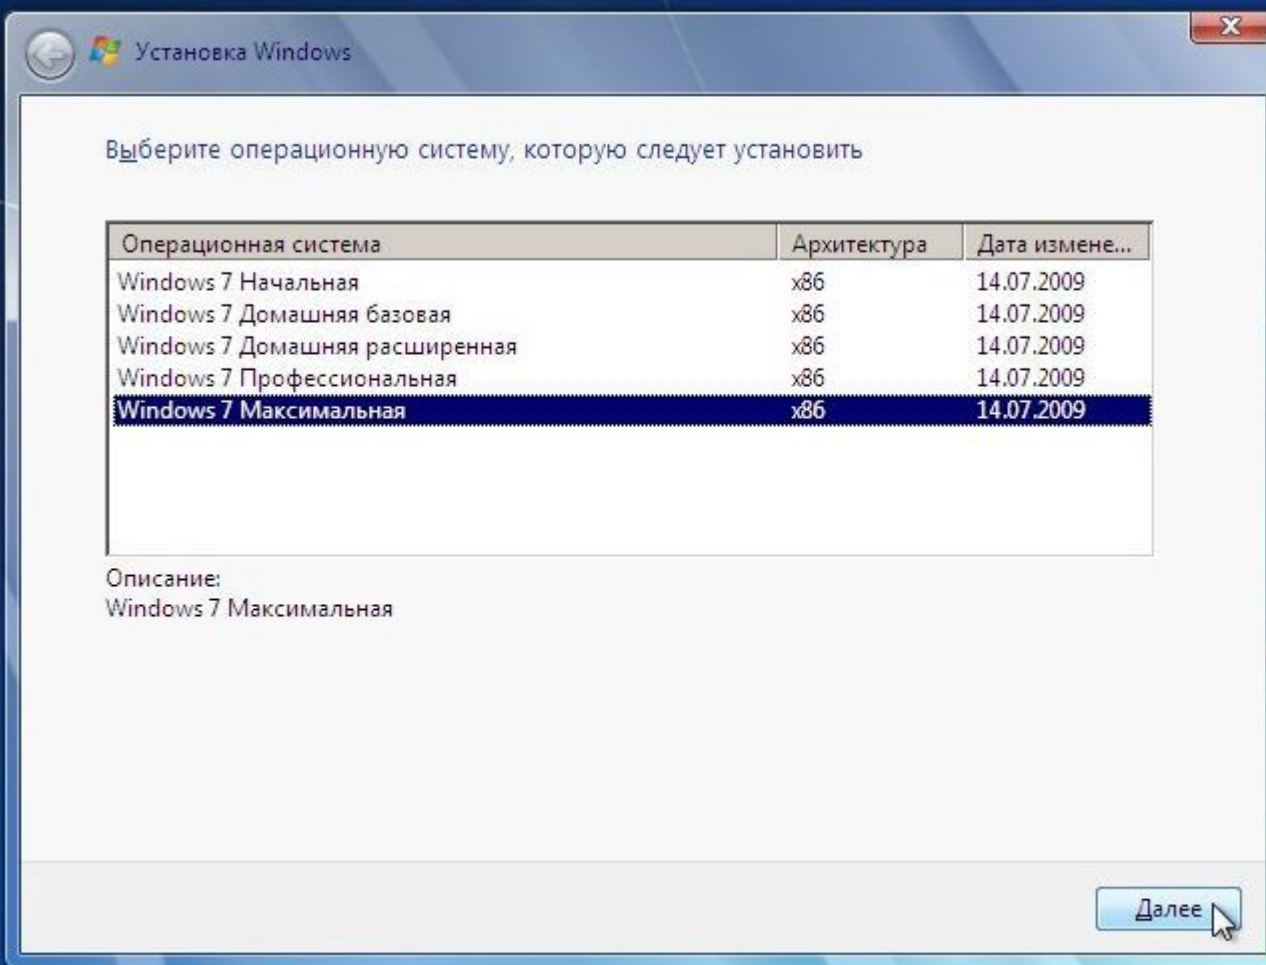 Установка Windows
Выберите операционную систему, которую следует установить
Операционная система Архитектура Дата измене...
Windows 7 Начальная x86 14.07.2009
Windows 7 Домашняя базовая x86 14.07.2009
Windows 7 Домашняя расширенная x86 14.07.2009
Windows 7 Профессиональная x86 14.07.2009
Windows 7 Максимальная x86 14.07.2009
Описание:
Windows 7 Максимальная
Далее